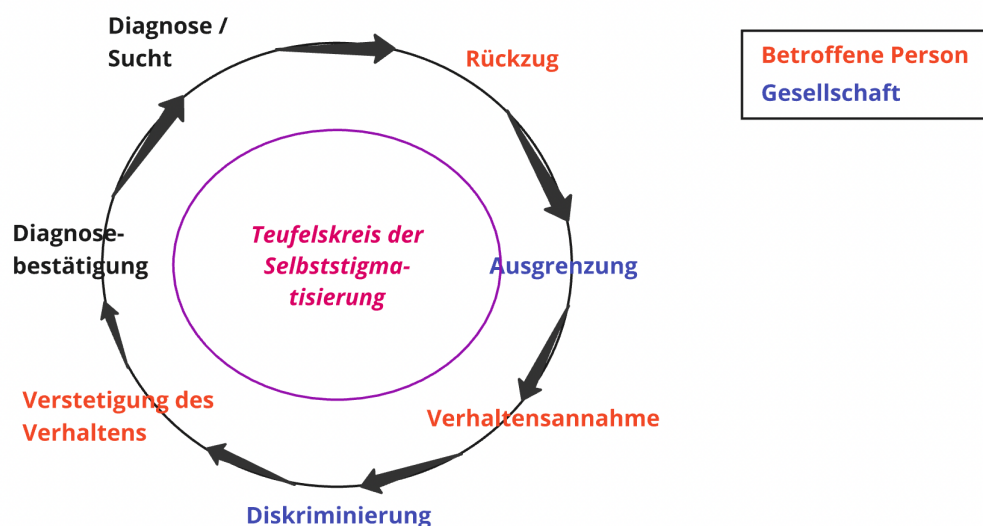 Diagnose /
Sucht
Rückzug
Betroffene Person
Gesellschaft
Diagnose-
bestätigung
Teufelskreis der
Selbststigma-
tisierung
Ausgrenzung
Verstetigung des
Verhaltens
Verhaltensannahme
Diskriminierung